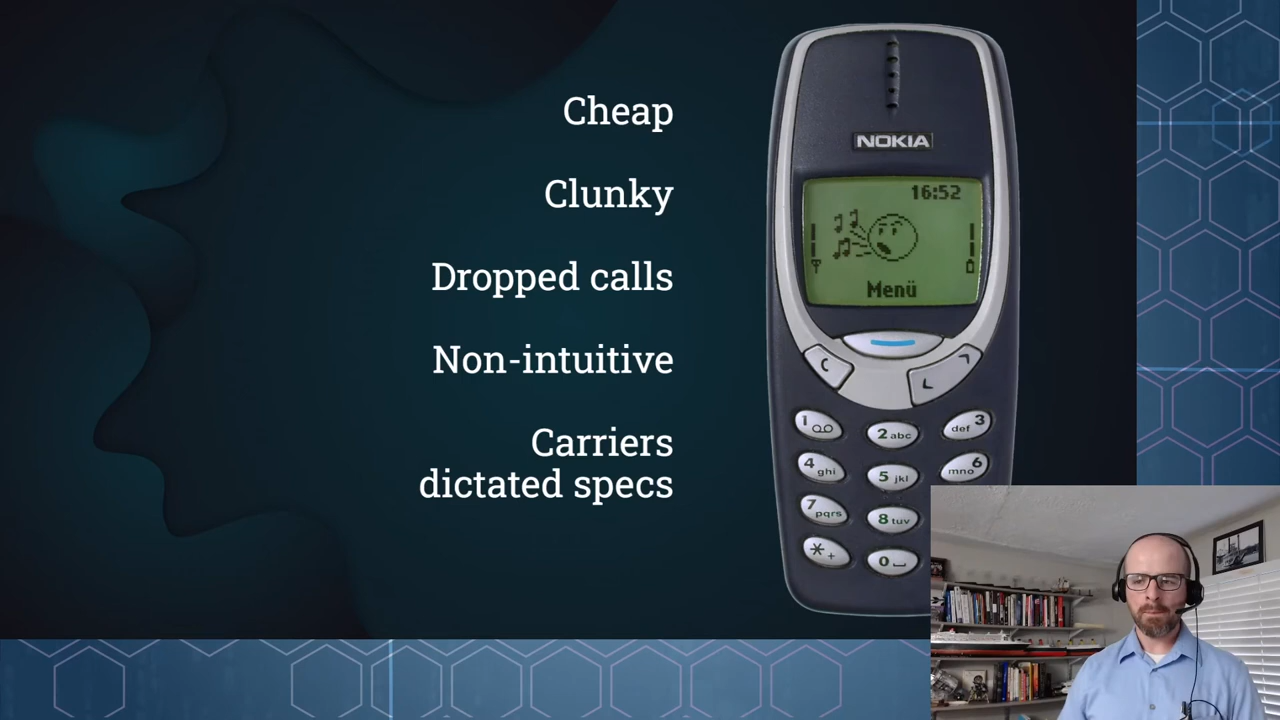 Cheap
Clunky
Dropped calls
Non-intuitive
Carriers
dictated specs
NOKIA
16:52
Menü
1
2 abc
def 3
4 ghi
5 jkl
mno 6
7 pqrs
8 tuv
* +
0